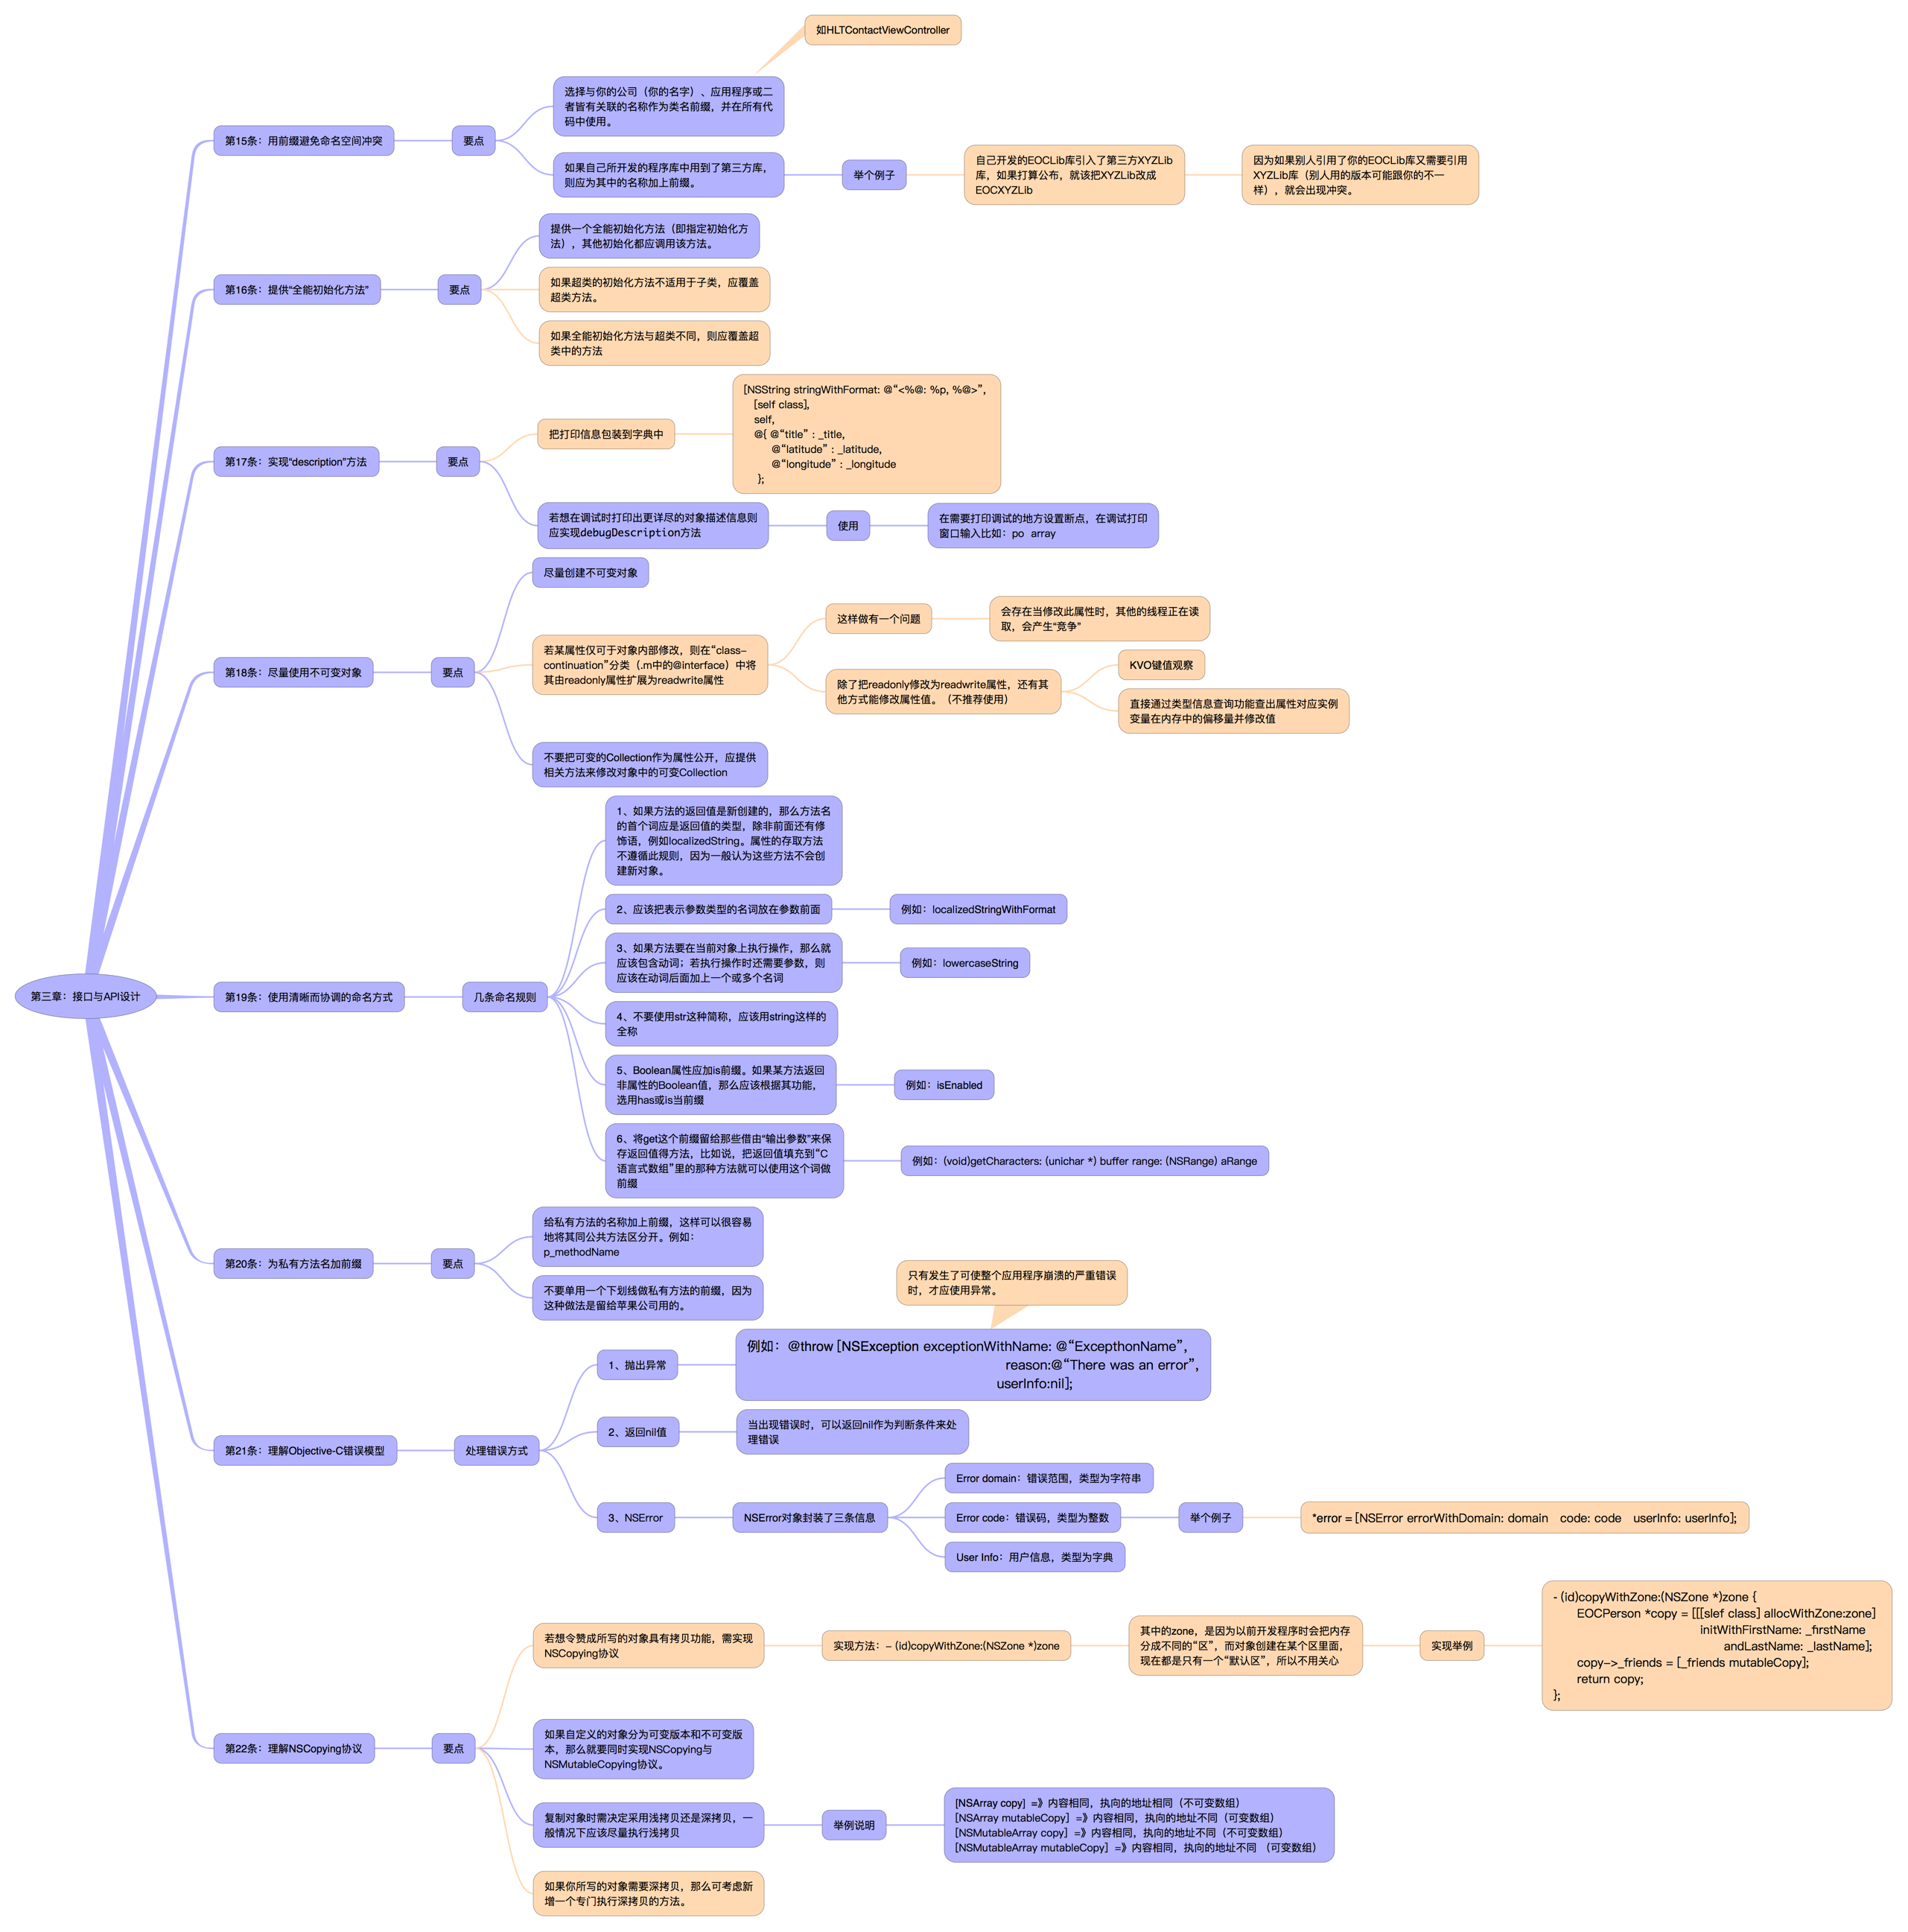 如HLTContactViewController
选择与你的公司（你的名字）、应用程序或二
者皆有关联的名称作为类名前缀，并在所有代
码中使用。
第15条：用前缀避免命名空间冲突
要点
如果自己所开发的程序库中用到了第三方库，
则应为其中的名称加上前缀。
举个例子
自己开发的EOCLib库引入了第三方XYZLib
库，如果打算公布，就该把XYZLib改成
EOCXYZLib
因为如果别人引用了你的EOCLib库又需要引用
XYZLib库（别人用的版本可能跟你的不一
样），就会出现冲突。
提供一个全能初始化方法（即指定初始化方
法），其他初始化都应调用该方法。
第16条：提供“全能初始化方法”
要点
如果超类的初始化方法不适用于子类，应覆盖
超类方法。
如果全能初始化方法与超类不同，则应覆盖超
类中的方法
第17条：实现“description”方法
要点
把打印信息包装到字典中
[NSString stringWithFormat: @“<%@: %p, %@>”,
[self class],
self,
@{ @“title” : _title,
@“latitude” : _latitude,
@“longitude” : _longitude
};
若想在调试时打印出更详尽的对象描述信息则
应实现debugDescription方法
使用
在需要打印调试的地方设置断点，在调试打印
窗口输入比如：po  array
尽量创建不可变对象
第18条：尽量使用不可变对象
要点
若某属性仅可于对象内部修改，则在“class-
continuation”分类（.m中的@interface）中将
其由readonly属性扩展为readwrite属性
这样做有一个问题
会存在当修改此属性时，其他的线程正在读
取，会产生“竞争”
除了把readonly修改为readwrite属性，还有其
他方式能修改属性值。（不推荐使用）
KVO键值观察
直接通过类型信息查询功能查出属性对应实例
变量在内存中的偏移量并修改值
不要把可变的Collection作为属性公开，应提供
相关方法来修改对象中的可变Collection
第三章：接口与API设计
第19条：使用清晰而协调的命名方式
几条命名规则
1、如果方法的返回值是新创建的，那么方法名
的首个词应是返回值的类型，除非前面还有修
饰语，例如localizedString。属性的存取方法
不遵循此规则，因为一般认为这些方法不会创
建新对象。
2、应该把表示参数类型的名词放在参数前面
例如：localizedStringWithFormat
3、如果方法要在当前对象上执行操作，那么就
应该包含动词；若执行操作时还需要参数，则
应该在动词后面加上一个或多个名词
例如：lowercaseString
4、不要使用str这种简称，应该用string这样的
全称
5、Boolean属性应加is前缀。如果某方法返回
非属性的Boolean值，那么应该根据其功能，
选用has或is当前缀
例如：isEnabled
6、将get这个前缀留给那些借由“输出参数”来保
存返回值得方法，比如说，把返回值填充到“C
语言式数组”里的那种方法就可以使用这个词做
前缀
例如：(void)getCharacters: (unichar *) buffer range: (NSRange) aRange
第20条：为私有方法名加前缀
要点
给私有方法的名称加上前缀，这样可以很容易
地将其同公共方法区分开。例如：
p_methodName
不要单用一个下划线做私有方法的前缀，因为
这种做法是留给苹果公司用的。
只有发生了可使整个应用程序崩溃的严重错误
时，才应使用异常。
第21条：理解Objective-C错误模型
处理错误方式
1、抛出异常
例如：@throw [NSException exceptionWithName: @“ExcepthonName”,
reason:@“There was an error”,
userInfo:nil];
2、返回nil值
当出现错误时，可以返回nil作为判断条件来处
理错误
3、NSError
NSError对象封装了三条信息
Error domain：错误范围，类型为字符串
Error code：错误码，类型为整数
举个例子
*error = [NSError errorWithDomain: domain    code: code    userInfo: userInfo];
User Info：用户信息，类型为字典
第22条：理解NSCopying协议
要点
若想令赞成所写的对象具有拷贝功能，需实现
NSCopying协议
实现方法：- (id)copyWithZone:(NSZone *)zone
其中的zone，是因为以前开发程序时会把内存
分成不同的“区”，而对象创建在某个区里面，
现在都是只有一个“默认区”，所以不用关心
实现举例
- (id)copyWithZone:(NSZone *)zone {
EOCPerson *copy = [[[slef class] allocWithZone:zone]
initWithFirstName: _firstName
andLastName: _lastName];
copy->_friends = [_friends mutableCopy];
return copy;
};
如果自定义的对象分为可变版本和不可变版
本，那么就要同时实现NSCopying与
NSMutableCopying协议。
复制对象时需决定采用浅拷贝还是深拷贝，一
般情况下应该尽量执行浅拷贝
举例说明
[NSArray copy]  =》内容相同，执向的地址相同（不可变数组）
[NSArray mutableCopy]  =》内容相同，执向的地址不同（可变数组）
[NSMutableArray copy]  =》内容相同，执向的地址不同（不可变数组）
[NSMutableArray mutableCopy]  =》内容相同，执向的地址不同 （可变数组）
如果你所写的对象需要深拷贝，那么可考虑新
增一个专门执行深拷贝的方法。